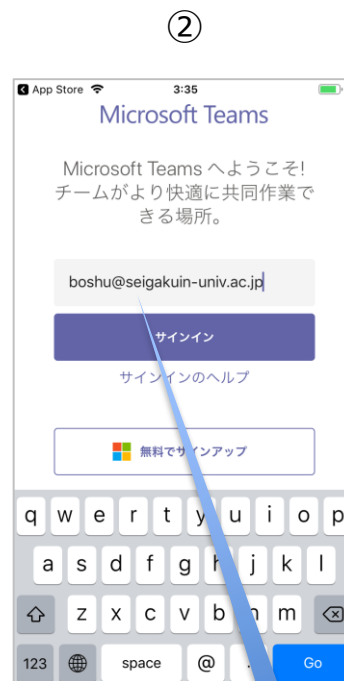 ②
App Store 3:35
Microsoft Teams
Microsoft Teams へようこそ!
チームがより快適に共同作業で
きる場所。
boshu@seigakuin-univ.ac.jp
サインイン
サインインのヘルプ
無料でサインアップ
q w e r t y u i o p
a s d f g h j k l
z x c v b n m
123 space @ . Go